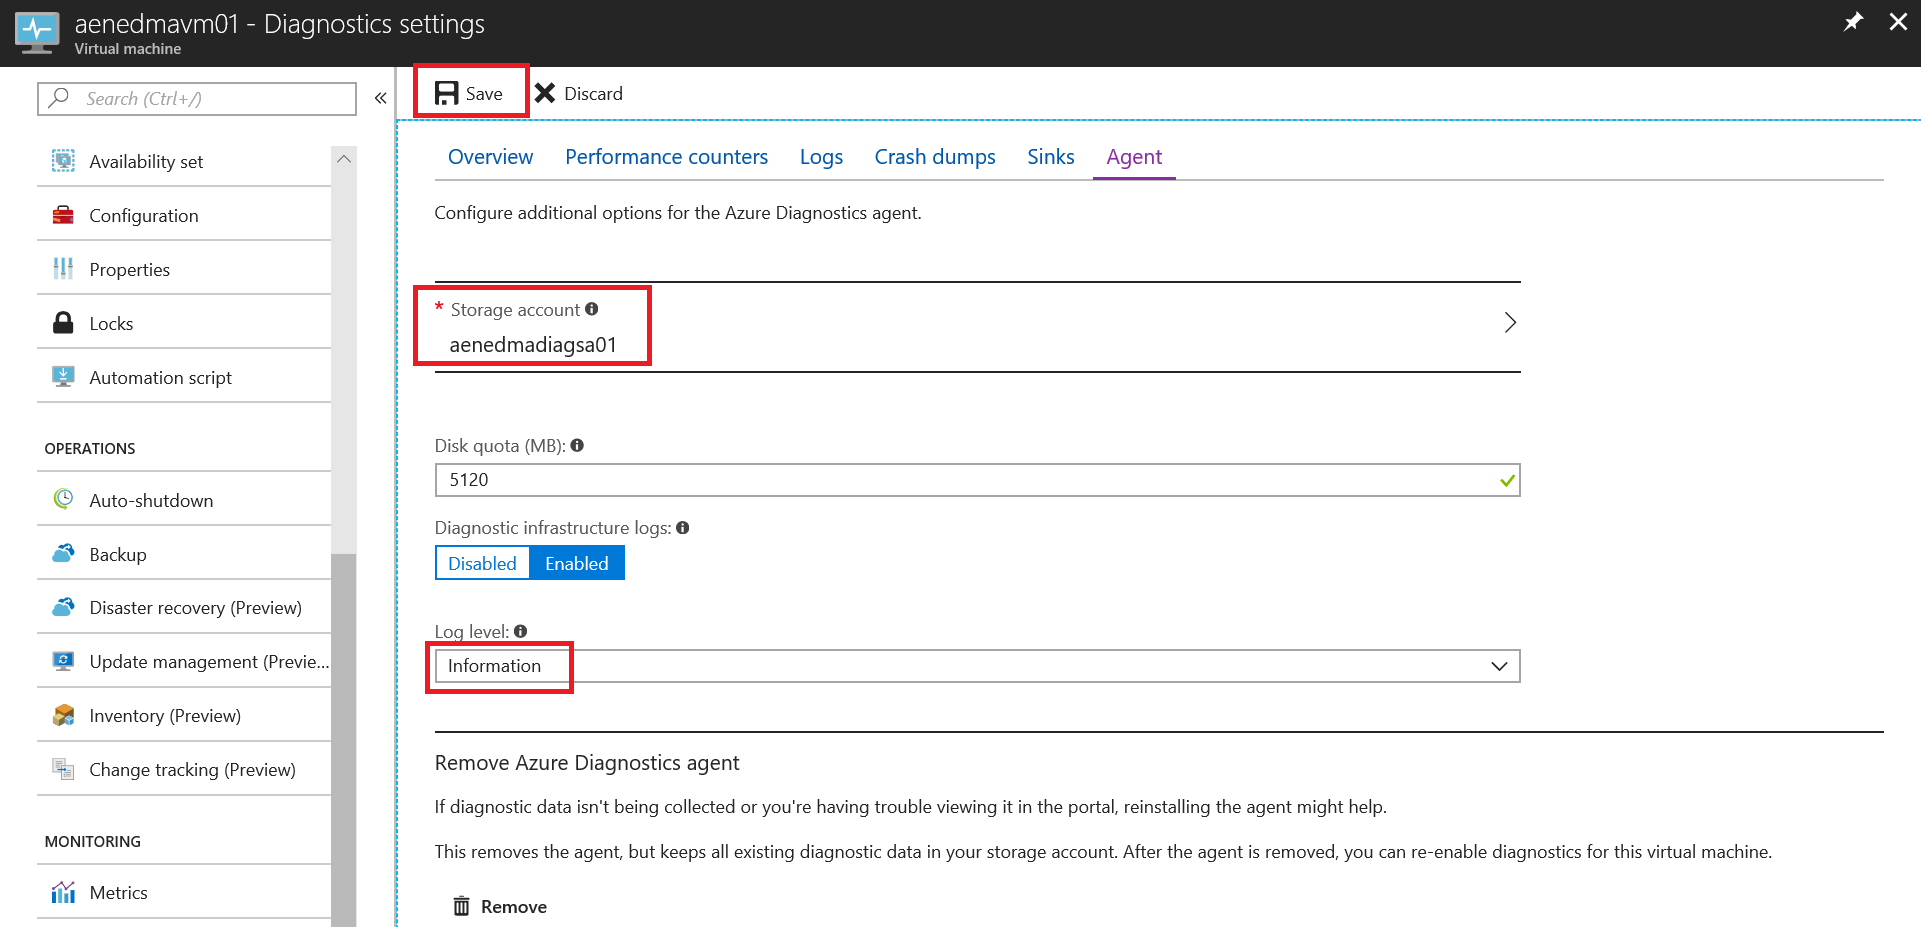 aenedmavm01 - Diagnostics settings
Virtual machine
Search (Ctrl+/)
«
Availability set
Configuration
Properties
Locks
Automation script
OPERATIONS
Auto-shutdown
Backup
Disaster recovery (Preview)
Update management (Previe...
Inventory (Preview)
Change tracking (Preview)
MONITORING
Metrics
Save
Discard
Overview Performance counters Logs Crash dumps Sinks Agent
Configure additional options for the Azure Diagnostics agent.
* Storage account
aenedmadiagsa01
Disk quota (MB):
5120
Diagnostic infrastructure logs:
Disabled Enabled
Log level:
Information
Remove Azure Diagnostics agent
If diagnostic data isn't being collected or you're having trouble viewing it in the portal, reinstalling the agent might help.
This removes the agent, but keeps all existing diagnostic data in your storage account. After the agent is removed, you can re-enable diagnostics for this virtual machine.
Remove